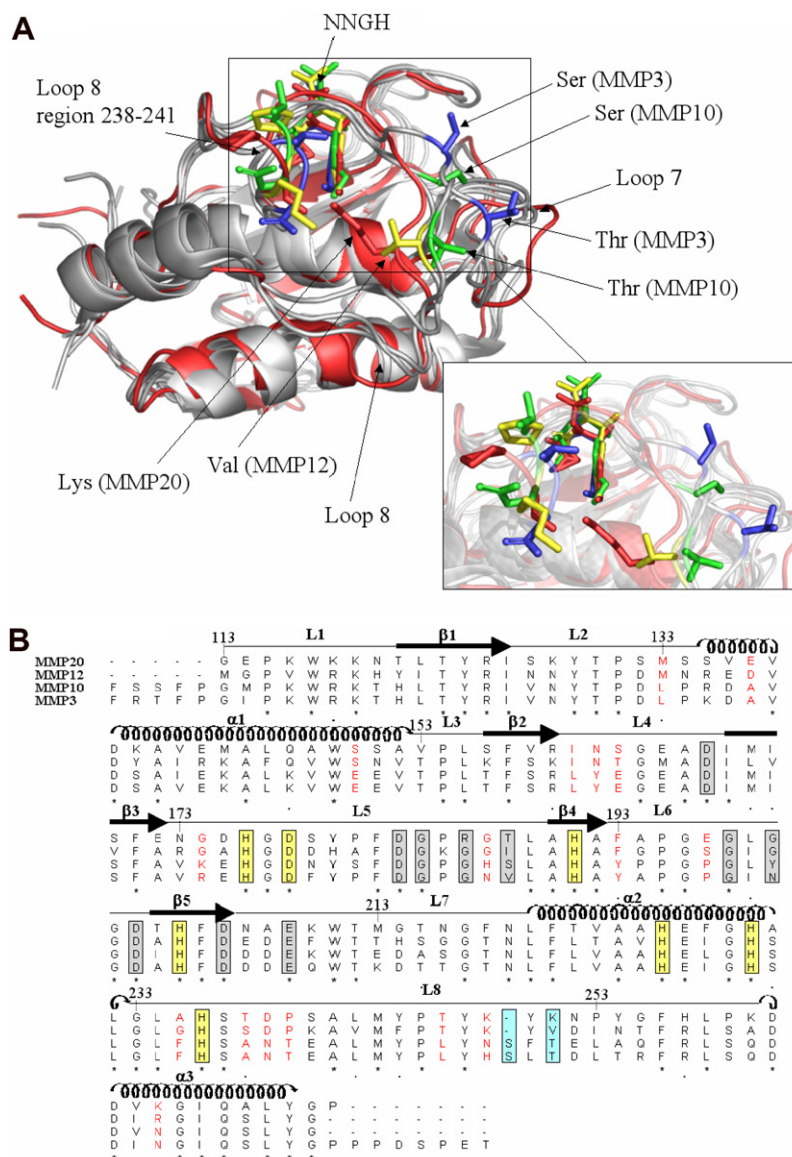 A
NNGH
Loop 8
region 238-241
Ser (MMP3)
Ser (MMP10)
Loop 7
Thr (MMP3)
Thr (MMP10)
Val (MMP12)
Lys (MMP20)
Loop 8
B
113 L1 β1 L2 133
MMP20 - - - - - G E P K W K K N T L T Y R I S K Y T P S M S S V E V
MMP12 - - - - - M G P V W R K H Y I T Y R I N N Y T P D M N R E D V
MMP10 F S S F P G M P K W R K T H L T Y R I V N Y T P D L P R D A V
MMP3 F R T F P G I P K W R K T H L T Y R I V N Y T P D L P K D A V
α1 153 L3 β2 L4
D K A V E M A L Q A W S S A V P L S F V R I N S G E A D I M I
D Y A I R K A F Q V W S N V T P L K F S K I N T G M A D I L V
D S A I E K A L K V W E E V T P L T F S R L Y E G E A D I M I
D S A I E K A L K V W E E V T P L T F S R L Y E G E A D I M I
β3 173 L5 β4 193 L6
S F E N G D H G D S Y P F D G P R G T L A H A F A P G E G L G
V F A R G A H G D D H A F D G K G G I L A H A F G P G S G I G
S F A V K E H G D N Y S F D G P G H S L A H A Y P P G P G L Y
S F A V R E H G D F Y P F D G P G N V L A H A Y A P G P G I N
β5 213 L7 α2
G D T H F D N A E K W T M G T N G F N L F T V A A H E F G H A
G D A H F D E D E F W T T H S G G T N L F L T A V H E I G H S
G D I H F D D D E K W T E D A S G T N L F L V A A H E L G H S
G D A H F D D D E Q W T K D T T G T N L F L V A A H E I G H S
233 L8 253
L G L A H S T D P S A L M Y P T Y K - Y K N P Y G F H L P K D
L G L G H S S D P K A V M F P T Y K - Y V D I N T F R L S A D
L G L F H S A N T E A L M Y P L Y N S F T E L A Q F R L S Q D
L G L F H S A N T E A L M Y P L Y H S L T D L T R F R L S Q D
α3
D V K G I Q A L Y G P - - - - - - -
D I R G I Q S L Y G - - - - - - - -
D V N G I Q S L Y G - - - - - - - -
D I N G I Q S L Y G P P P D S P E T